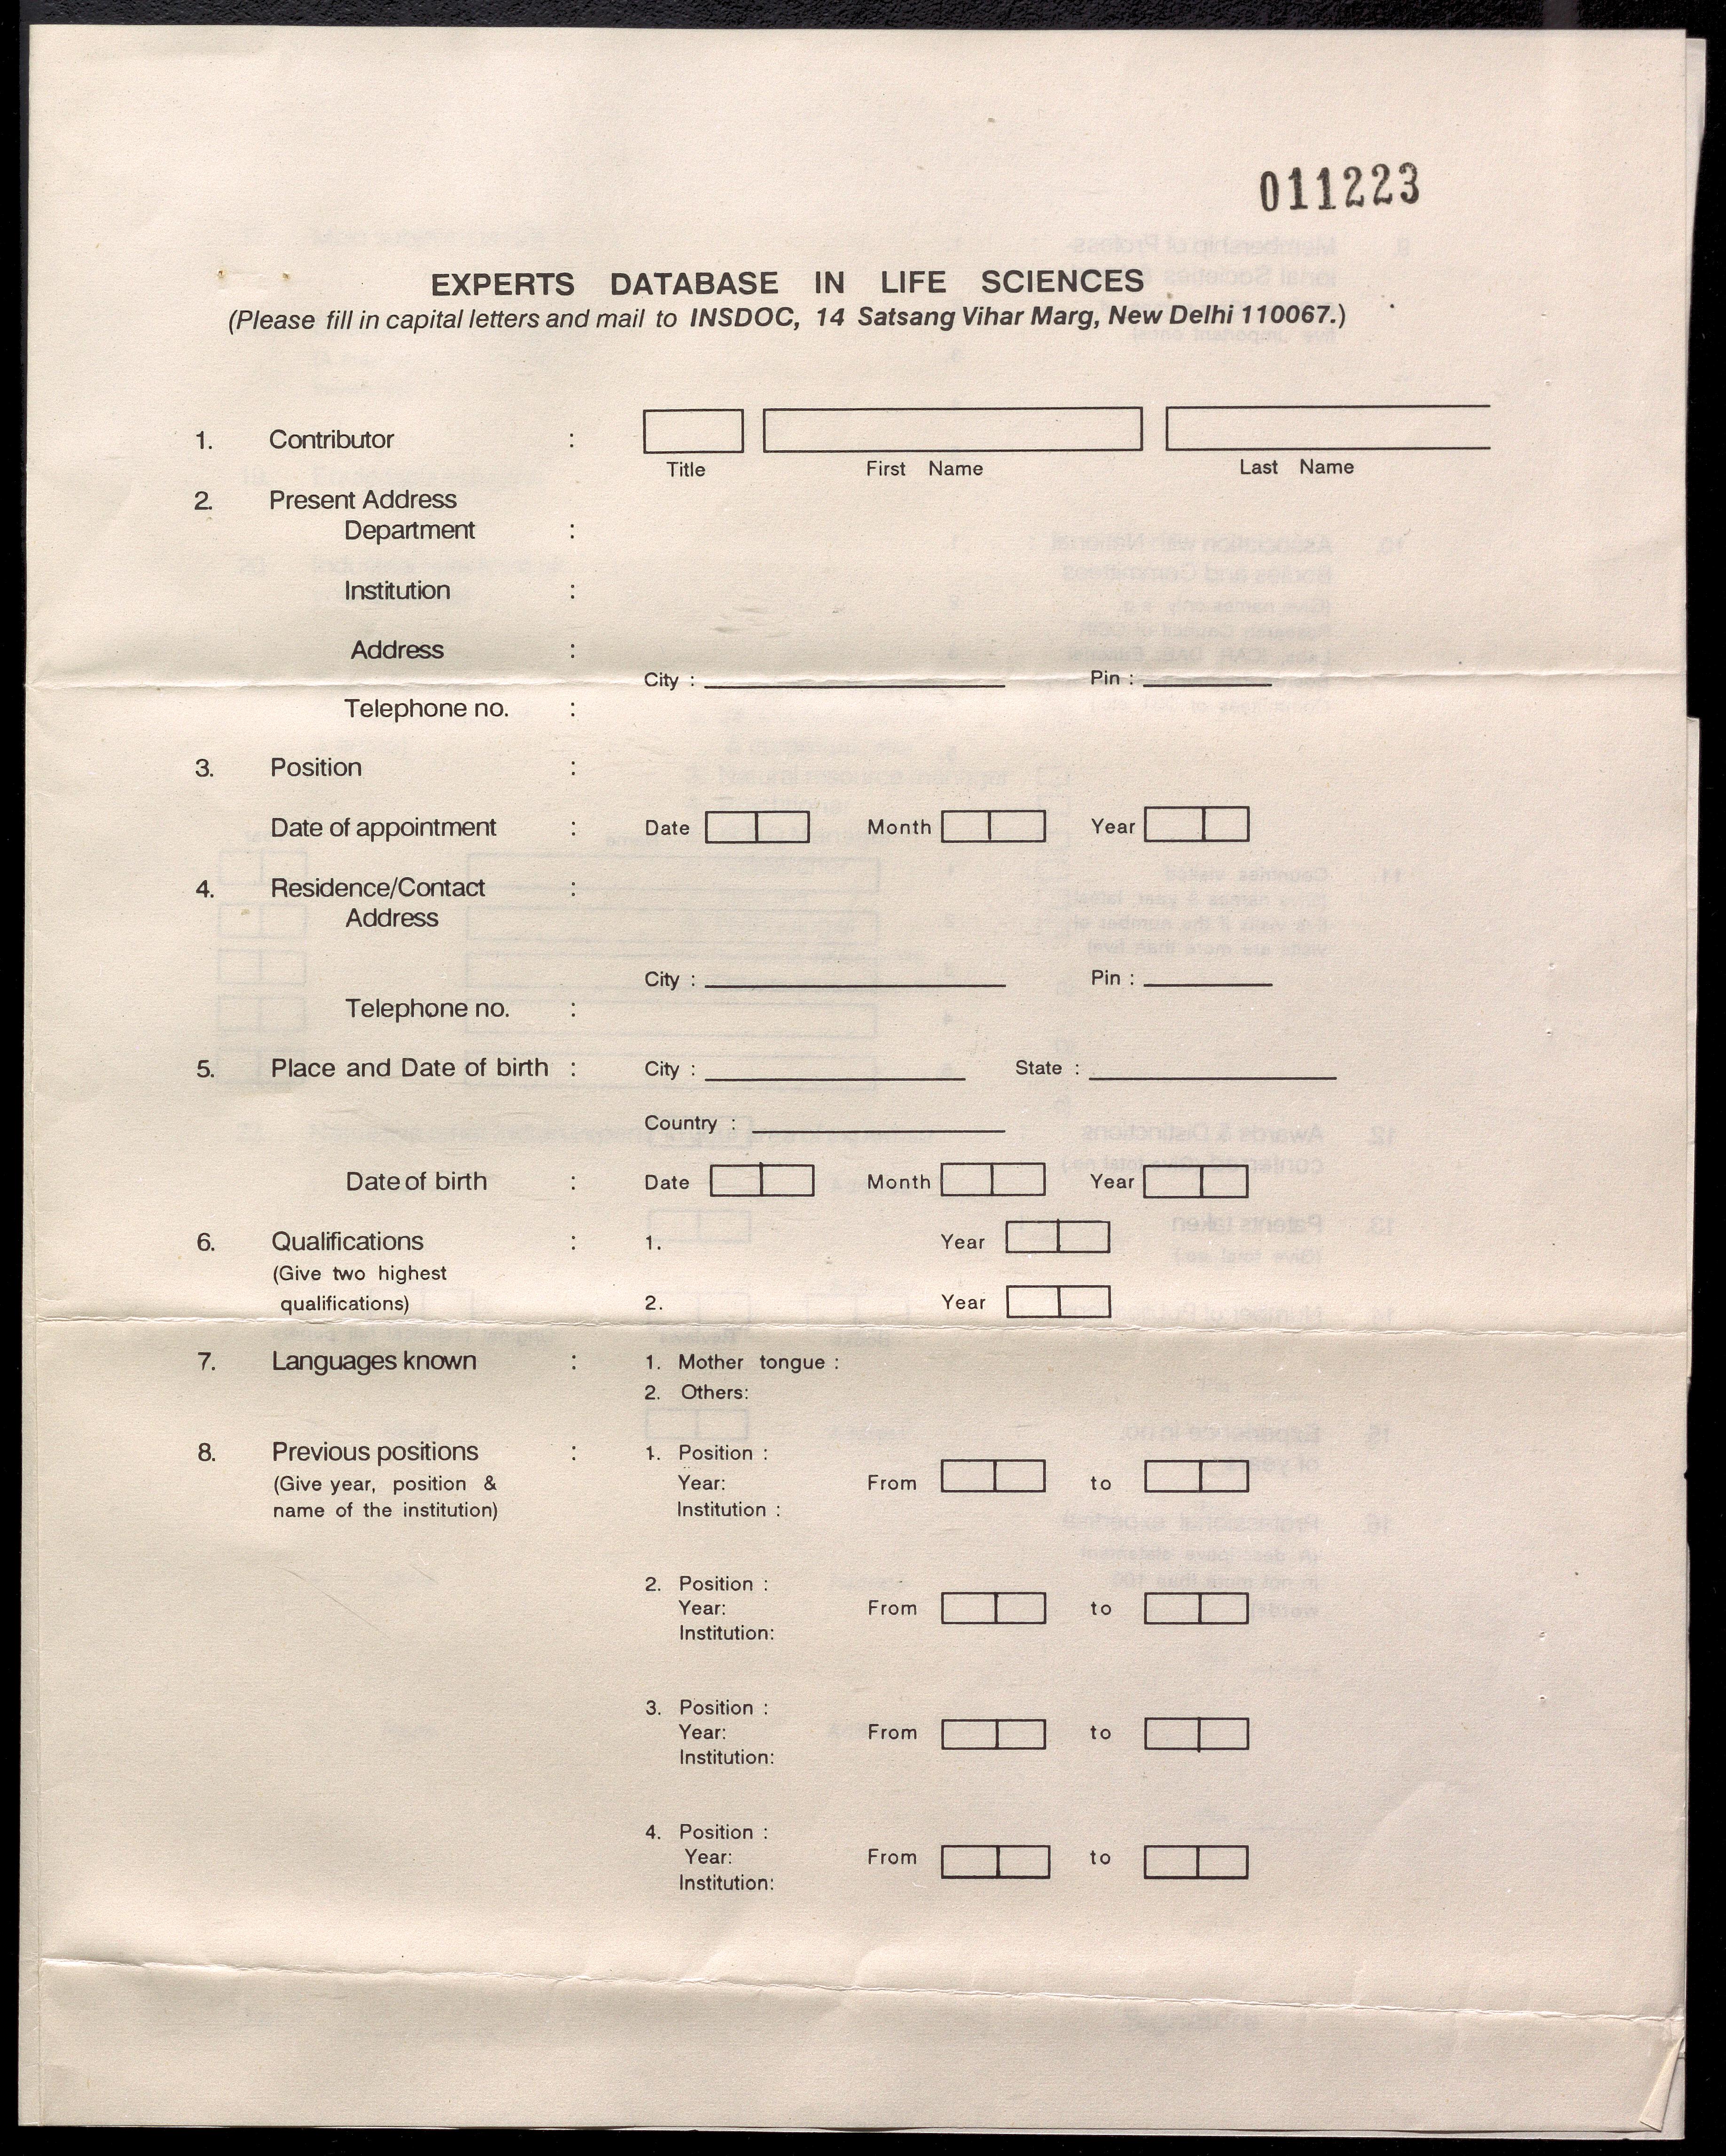 011223
EXPERTS DATABASE IN LIFE SCIENCES
(Please fill in capital letters and mail to INSDOC, 14 Satsang Vihar Marg, New Delhi 110067.)
1. Contributor :
Title First Name Last Name
2. Present Address
Department :
Institution :
Address :
City : Pin :
Telephone no. :
3. Position :
Date of appointment : Date Month Year
4. Residence/Contact :
Address
City : Pin :
Telephone no. :
5. Place and Date of birth : City : State :
Country :
Date of birth : Date Month Year
6. Qualifications : 1. Year
(Give two highest
qualifications) 2. Year
7. Languages known : 1. Mother tongue :
2. Others:
8. Previous positions : 1. Position :
(Give year, position & Year: From to
name of the institution) Institution :
2. Position :
Year: From to
Institution:
3. Position :
Year: From to
Institution:
4. Position :
Year: From to
Institution: